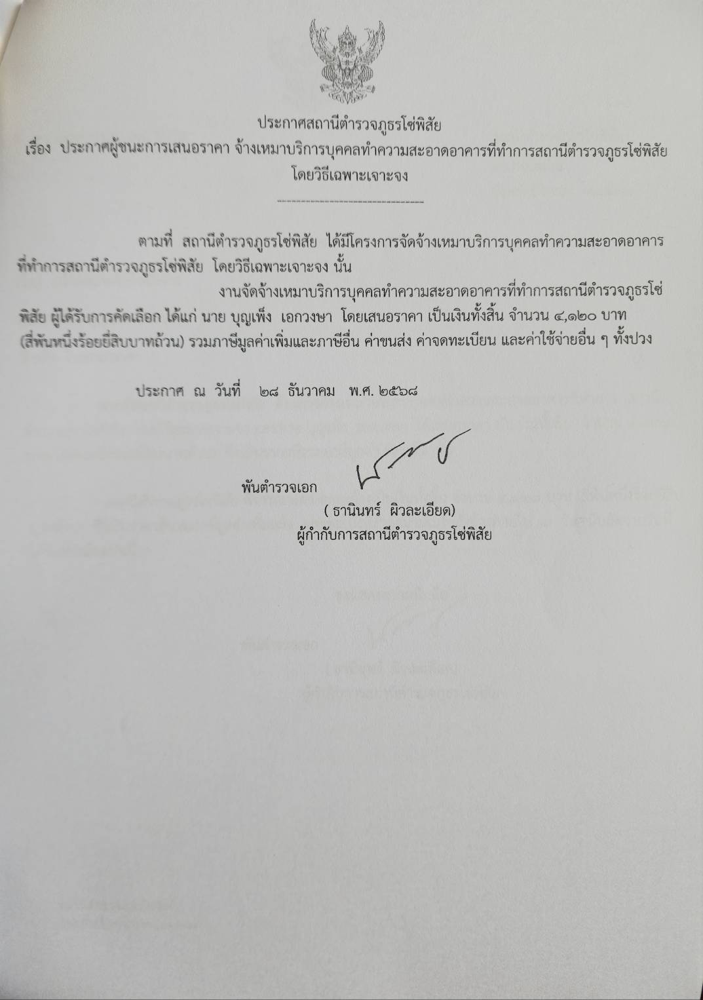 ประกาศสถานีตำรวจภูธรโซ่พิสัย
เรื่อง ประกาศผู้ชนะการเสนอราคา จ้างเหมาบริการบุคคลทำความสะอาดอาคารที่ทำการสถานีตำรวจภูธรโซ่พิสัย
โดยวิธีเฉพาะเจาะจง
-------------------------------
ตามที่ สถานีตำรวจภูธรโซ่พิสัย ได้มีโครงการจัดจ้างเหมาบริการบุคคลทำความสะอาดอาคาร
ที่ทำการสถานีตำรวจภูธรโซ่พิสัย โดยวิธีเฉพาะเจาะจง นั้น
งานจัดจ้างเหมาบริการบุคคลทำความสะอาดอาคารที่ทำการสถานีตำรวจภูธรโซ่
พิสัย ผู้ได้รับการคัดเลือก ได้แก่ นาย บุญเพ็ง เอกวงษา โดยเสนอราคา เป็นเงินทั้งสิ้น จำนวน ๔,๑๒๐ บาท
(สี่พันหนึ่งร้อยยี่สิบบาทถ้วน) รวมภาษีมูลค่าเพิ่มและภาษีอื่น ค่าขนส่ง ค่าจดทะเบียน และค่าใช้จ่ายอื่น ๆ ทั้งปวง
ประกาศ ณ วันที่ ๒๘ ธันวาคม พ.ศ. ๒๕๖๘
พันตำรวจเอก
( ธานินทร์ ผิวละเอียด)
ผู้กำกับการสถานีตำรวจภูธรโซ่พิสัย